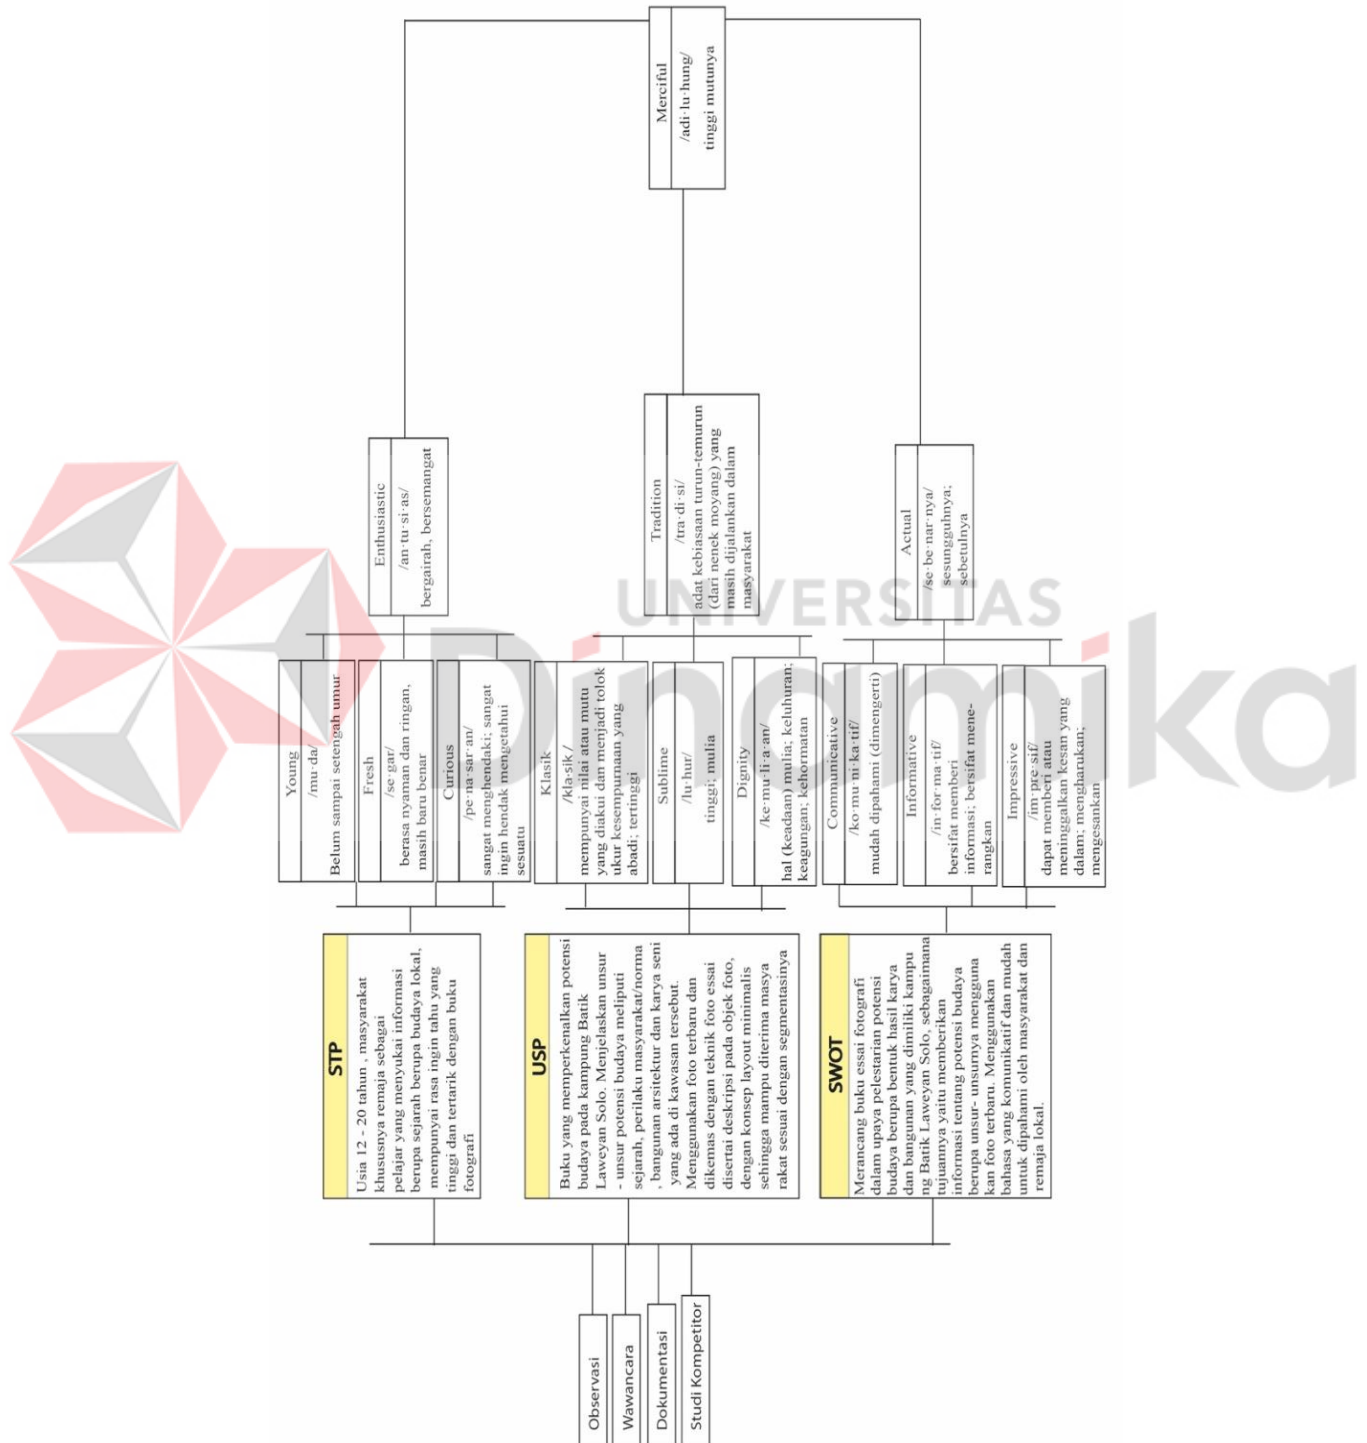 Observasi
Wawancara
Dokumentasi
Studi Kompetitor
STP
Usia 12 - 20 tahun , masyarakat
khususnya remaja sebagai
pelajar yang menyukai informasi
berupa sejarah berupa budaya lokal,
mempunyai rasa ingin tahu yang
tinggi dan tertarik dengan buku
fotografi
USP
Buku yang memperkenalkan potensi
budaya pada kampung Batik
Laweyan Solo. Menjelaskan unsur
- unsur potensi budaya meliputi
sejarah, perilaku masyarakat/norma
, bangunan arsitektur dan karya seni
yang ada di kawasan tersebut.
Menggunakan foto terbaru dan
dikemas dengan teknik foto essai
disertai deskripsi pada objek foto,
dengan konsep layout minimalis
sehingga mampu diterima masya
rakat sesuai dengan segmentasinya
SWOT
Merancang buku essai fotografi
dalam upaya pelestarian potensi
budaya berupa bentuk hasil karya
dan bangunan yang dimiliki kampu
ng Batik Laweyan Solo, sebagaimana
tujuannya yaitu memberikan
informasi tentang potensi budaya
berupa unsur- unsurnya mengguna
kan foto terbaru. Menggunakan
bahasa yang komunikatif dan mudah
untuk dipahami oleh masyarakat dan
remaja lokal.
Young
/mu·da/
Belum sampai setengah umur
Fresh
/se·gar/
berasa nyaman dan ringan,
masih baru benar
Curious
/pe·na·sar·an/
sangat menghendaki; sangat
ingin hendak mengetahui
sesuatu
Klasik
/kla·sik /
mempunyai nilai atau mutu
yang diakui dan menjadi tolok
ukur kesempurnaan yang
abadi; tertinggi
Sublime
/lu·hur/
tinggi; mulia
Dignity
/ke·mu·li·a·an/
hal (keadaan) mulia; keluhuran;
keagungan; kehormatan
Communicative
/ko·mu·ni·ka·tif/
mudah dipahami (dimengerti)
Informative
/in·for·ma·tif/
bersifat memberi
informasi; bersifat mene-
rangkan
Impressive
/im·pre·sif/
dapat memberi atau
meninggalkan kesan yang
dalam; mengharukan;
mengesankan
Enthusiastic
/an·tu·si·as/
bergairah, bersemangat
Tradition
/tra·di·si/
adat kebiasaan turun-temurun
(dari nenek moyang) yang
masih dijalankan dalam
masyarakat
Actual
/se·be·nar·nya/
sesungguhnya;
sebetulnya
Merciful
/adi·lu·hung/
tinggi mutunya
UNIVERSITAS
Dinamika